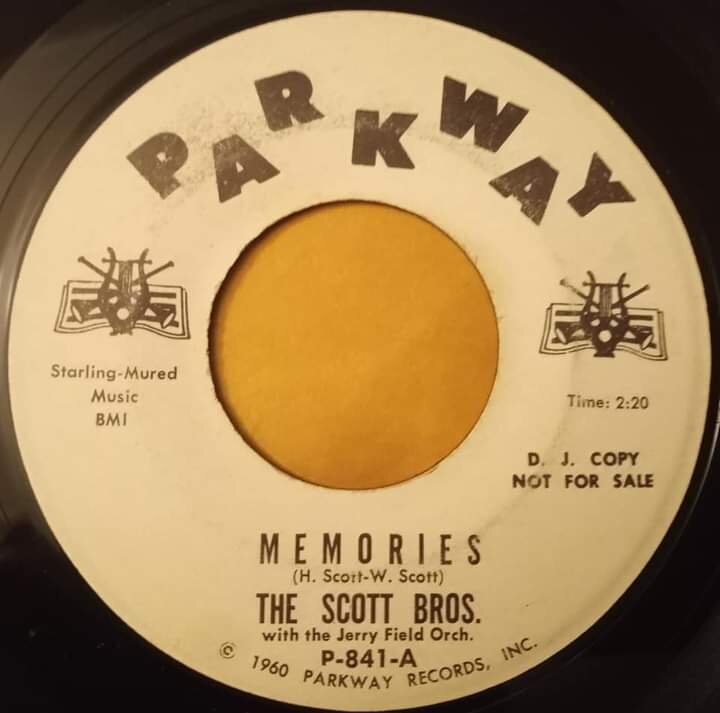 PARKWAY
Starling-Mured
Music
BMI
Time: 2:20
D. J. COPY
NOT FOR SALE
MEMORIES
(H. Scott-W. Scott)
THE SCOTT BROS.
with the Jerry Field Orch.
P-841-A
© 1960 PARKWAY RECORDS, INC.